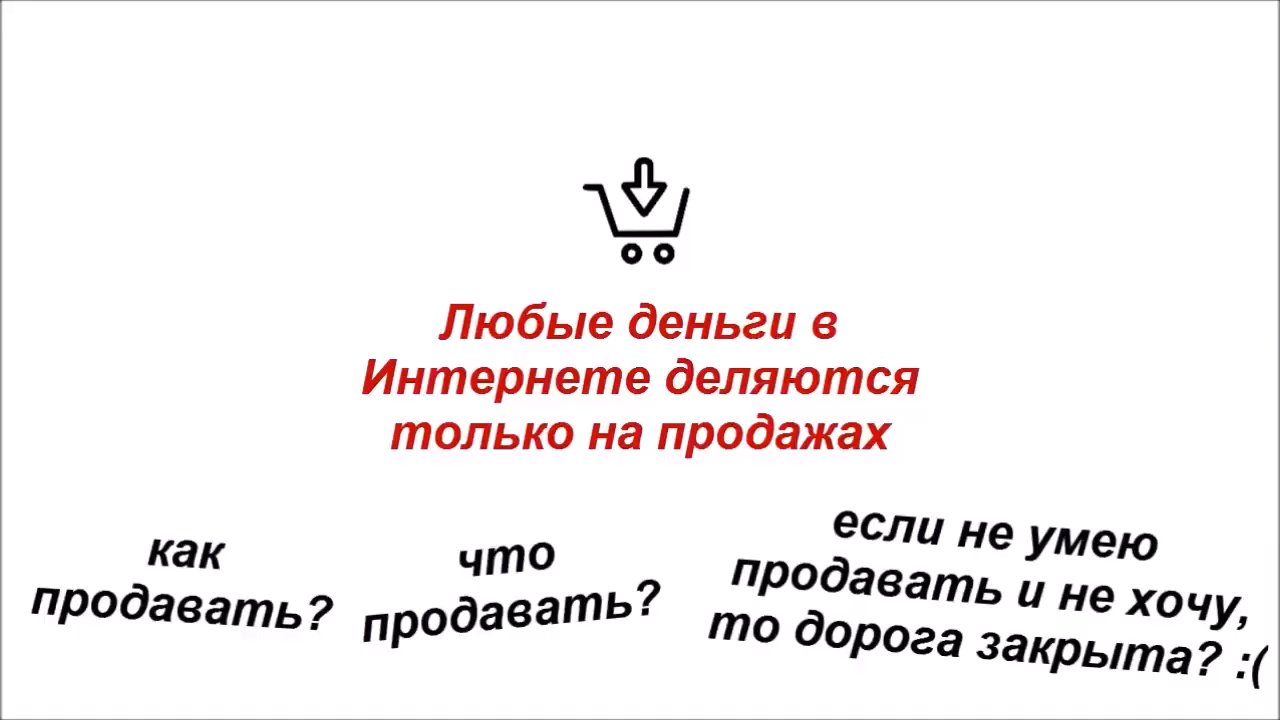 Любые деньги в
Интернете деляются
только на продажах
как
продавать?
что
продавать?
если не умею
продавать и не хочу,
то дорога закрыта? :(